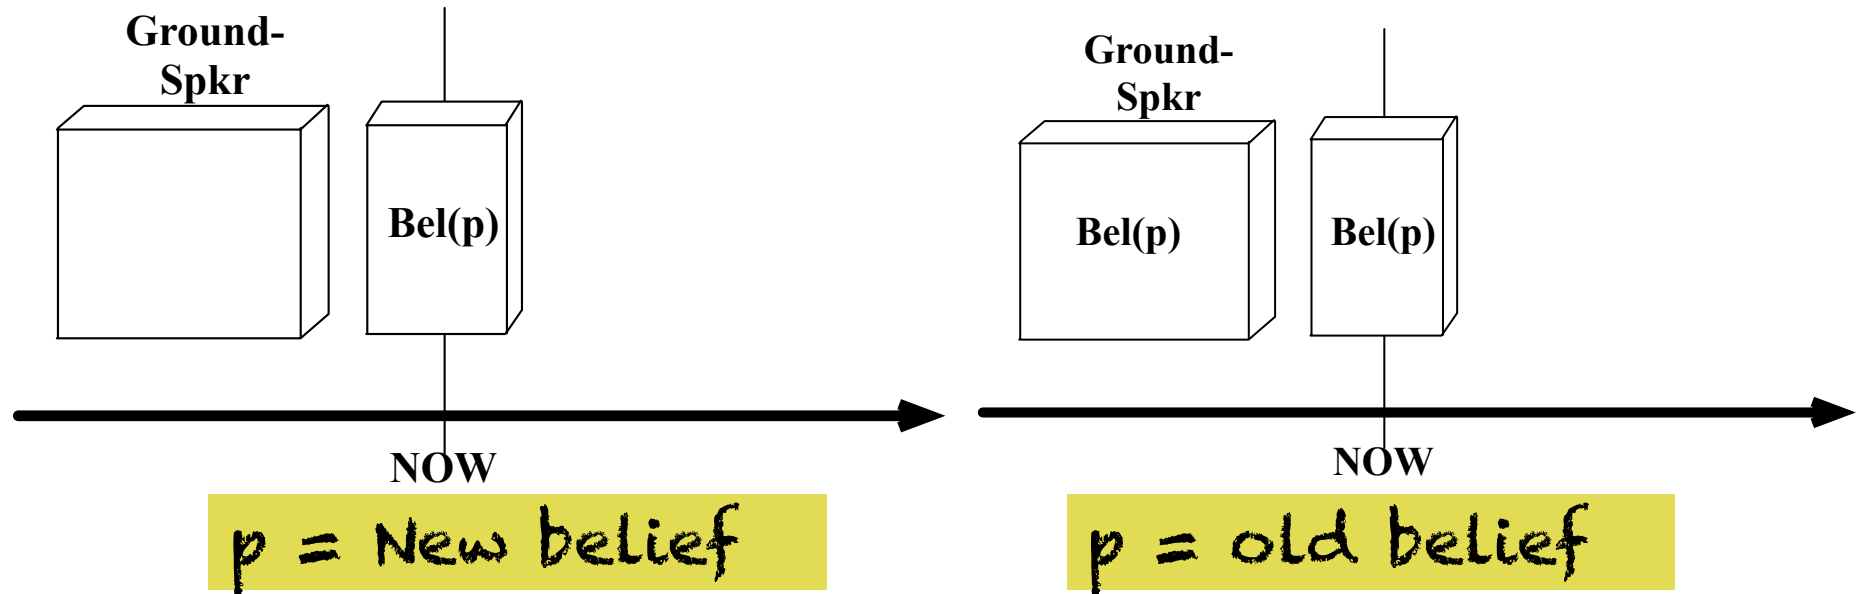 Ground-
Spkr
Bel(p)
NOW
p = New belief
Ground-
Spkr
Bel(p)
Bel(p)
NOW
p = old belief